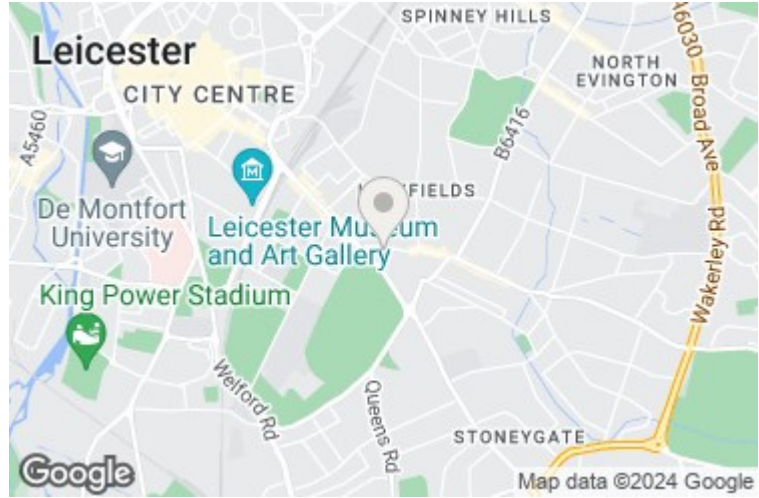 SPINNEY HILLS
Leicester
CITY CENTRE
NORTH
EVINGTON
A6030 Broad Ave
A5460
B6416
De Montfort
University
Leicester Museum
and Art Gallery
King Power Stadium
Wakerley Rd
Welford Rd
Queens Rd
STONEYGATE
Google
Map data ©2024 Google